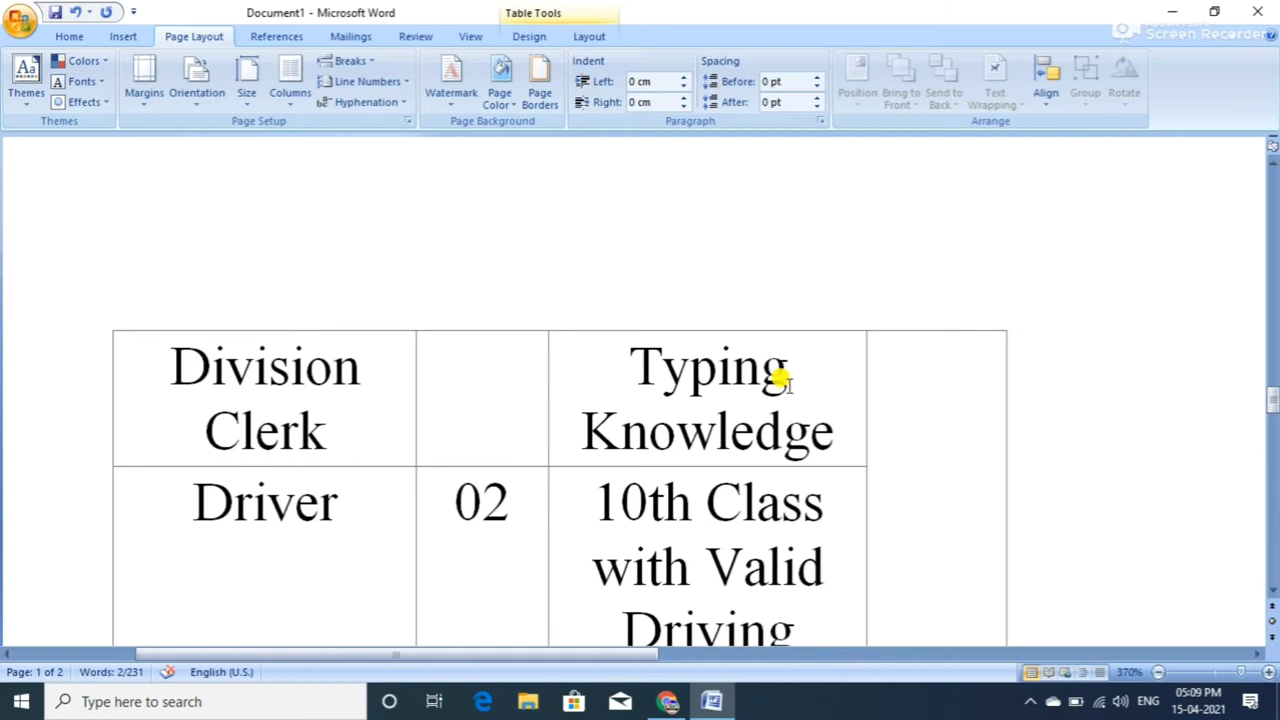 Document1 - Microsoft Word
Table Tools
Home Insert Page Layout References Mailings Review View Design Layout
Screen Recorder
Themes
Colors
Fonts
Effects
Themes
Margins
Orientation
Size
Columns
Breaks
Line Numbers
Hyphenation
Page Setup
Watermark
Page Color
Page Borders
Page Background
Indent
Left: 0 cm
Right: 0 cm
Spacing
Before: 0 pt
After: 0 pt
Paragraph
Position
Bring to Front
Send to Back
Text Wrapping
Align
Group
Rotate
Arrange
Division
Clerk
Typing
Knowledge
Driver
02
10th Class
with Valid
Driving
Page: 1 of 2 Words: 2/231 English (U.S.) 370%
Type here to search
ENG
05:09 PM
15-04-2021